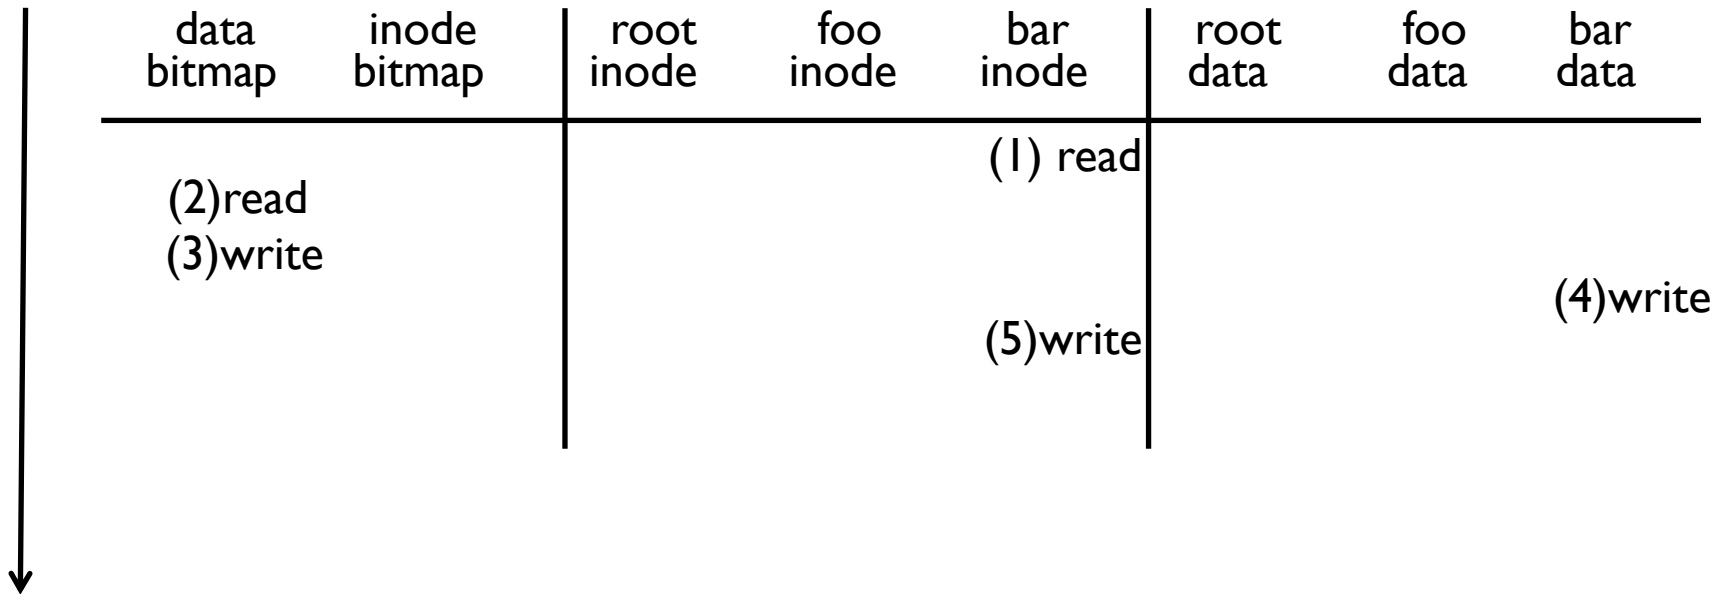 data inode root foo bar root foo bar
bitmap bitmap inode inode inode data data data
(1) read
(2)read
(3)write
(4)write
(5)write